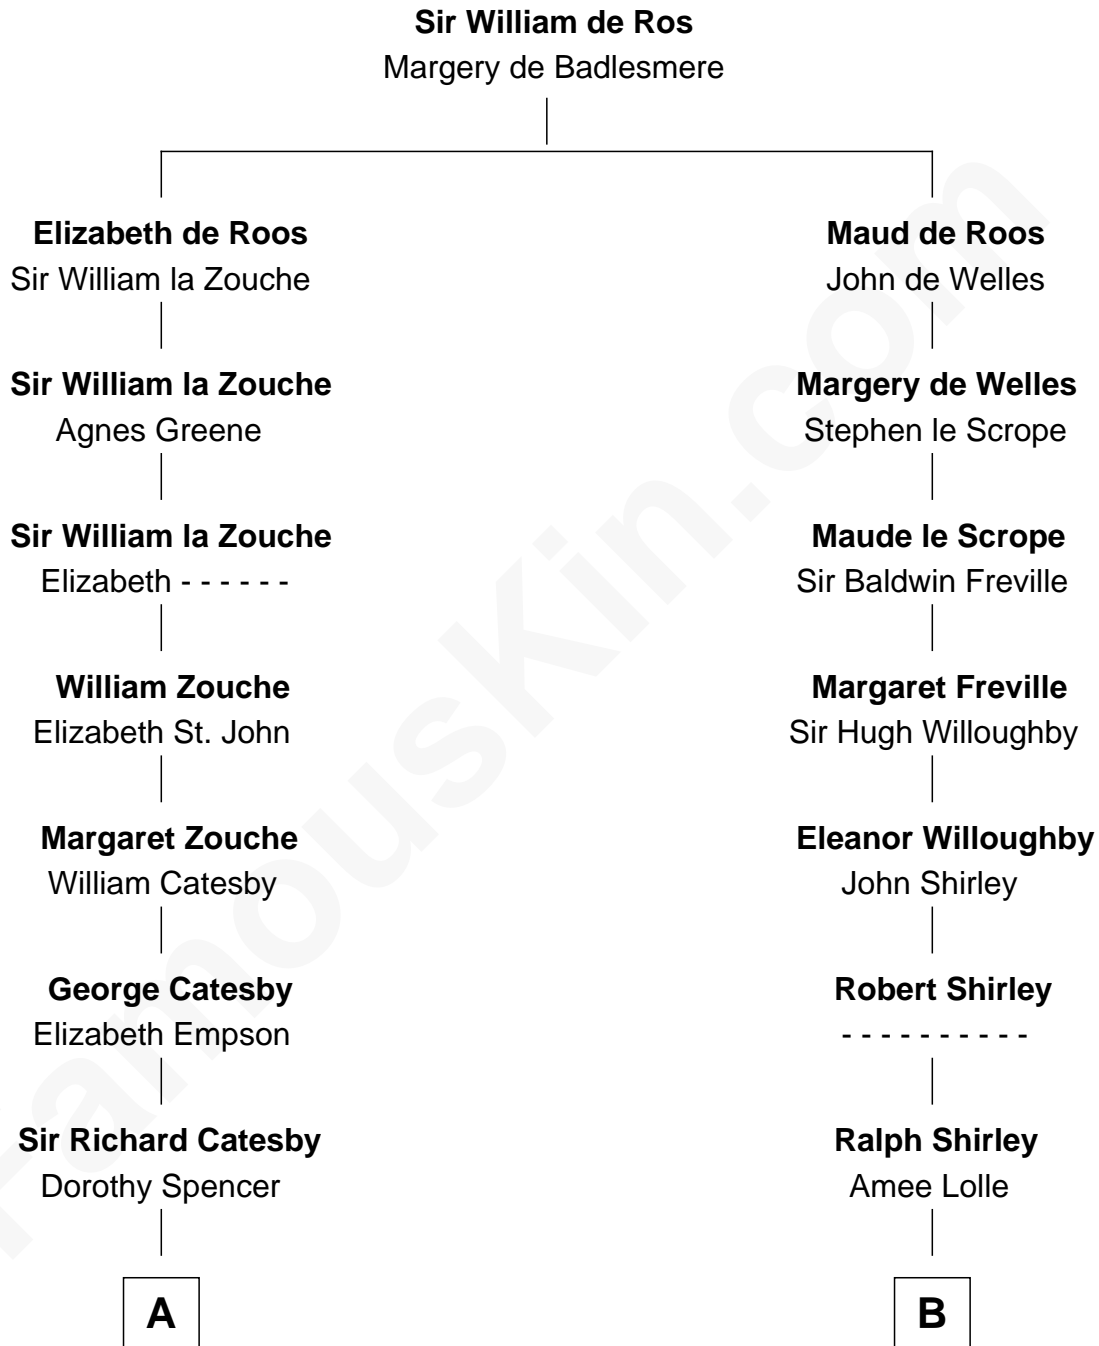 Sir William de Ros
Margery de Badlesmere
Elizabeth de Roos
Sir William la Zouche
Maud de Roos
John de Welles
Sir William la Zouche
Agnes Greene
Margery de Welles
Stephen le Scrope
Sir William la Zouche
Elizabeth - - - - - -
Maude le Scrope
Sir Baldwin Freville
William Zouche
Elizabeth St. John
Margaret Freville
Sir Hugh Willoughby
Margaret Zouche
William Catesby
Eleanor Willoughby
John Shirley
George Catesby
Elizabeth Empson
Robert Shirley
- - - - - - - - - -
Sir Richard Catesby
Dorothy Spencer
Ralph Shirley
Amee Lolle
A
B
FamousKin.com